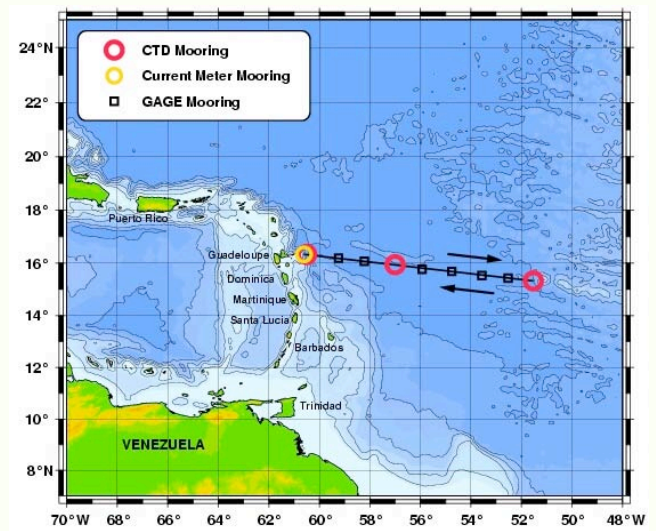 24°N
22°
20°
18°
16°
14°
12°
10°
8°N
CTD Mooring
Current Meter Mooring
GAGE Mooring
Puerto Rico
Guadeloupe
Dominica
Martinique
Santa Lucia
Barbados
Trinidad
VENEZUELA
70°W 68° 66° 64° 62° 60° 58° 56° 54° 52° 50° 48°W